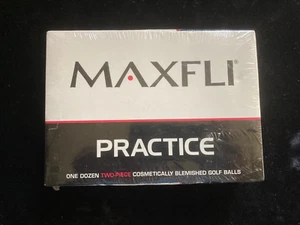 MAXFLI®
PRACTICE
ONE DOZEN TWO-PIECE COSMETICALLY BLEMISHED GOLF BALLS